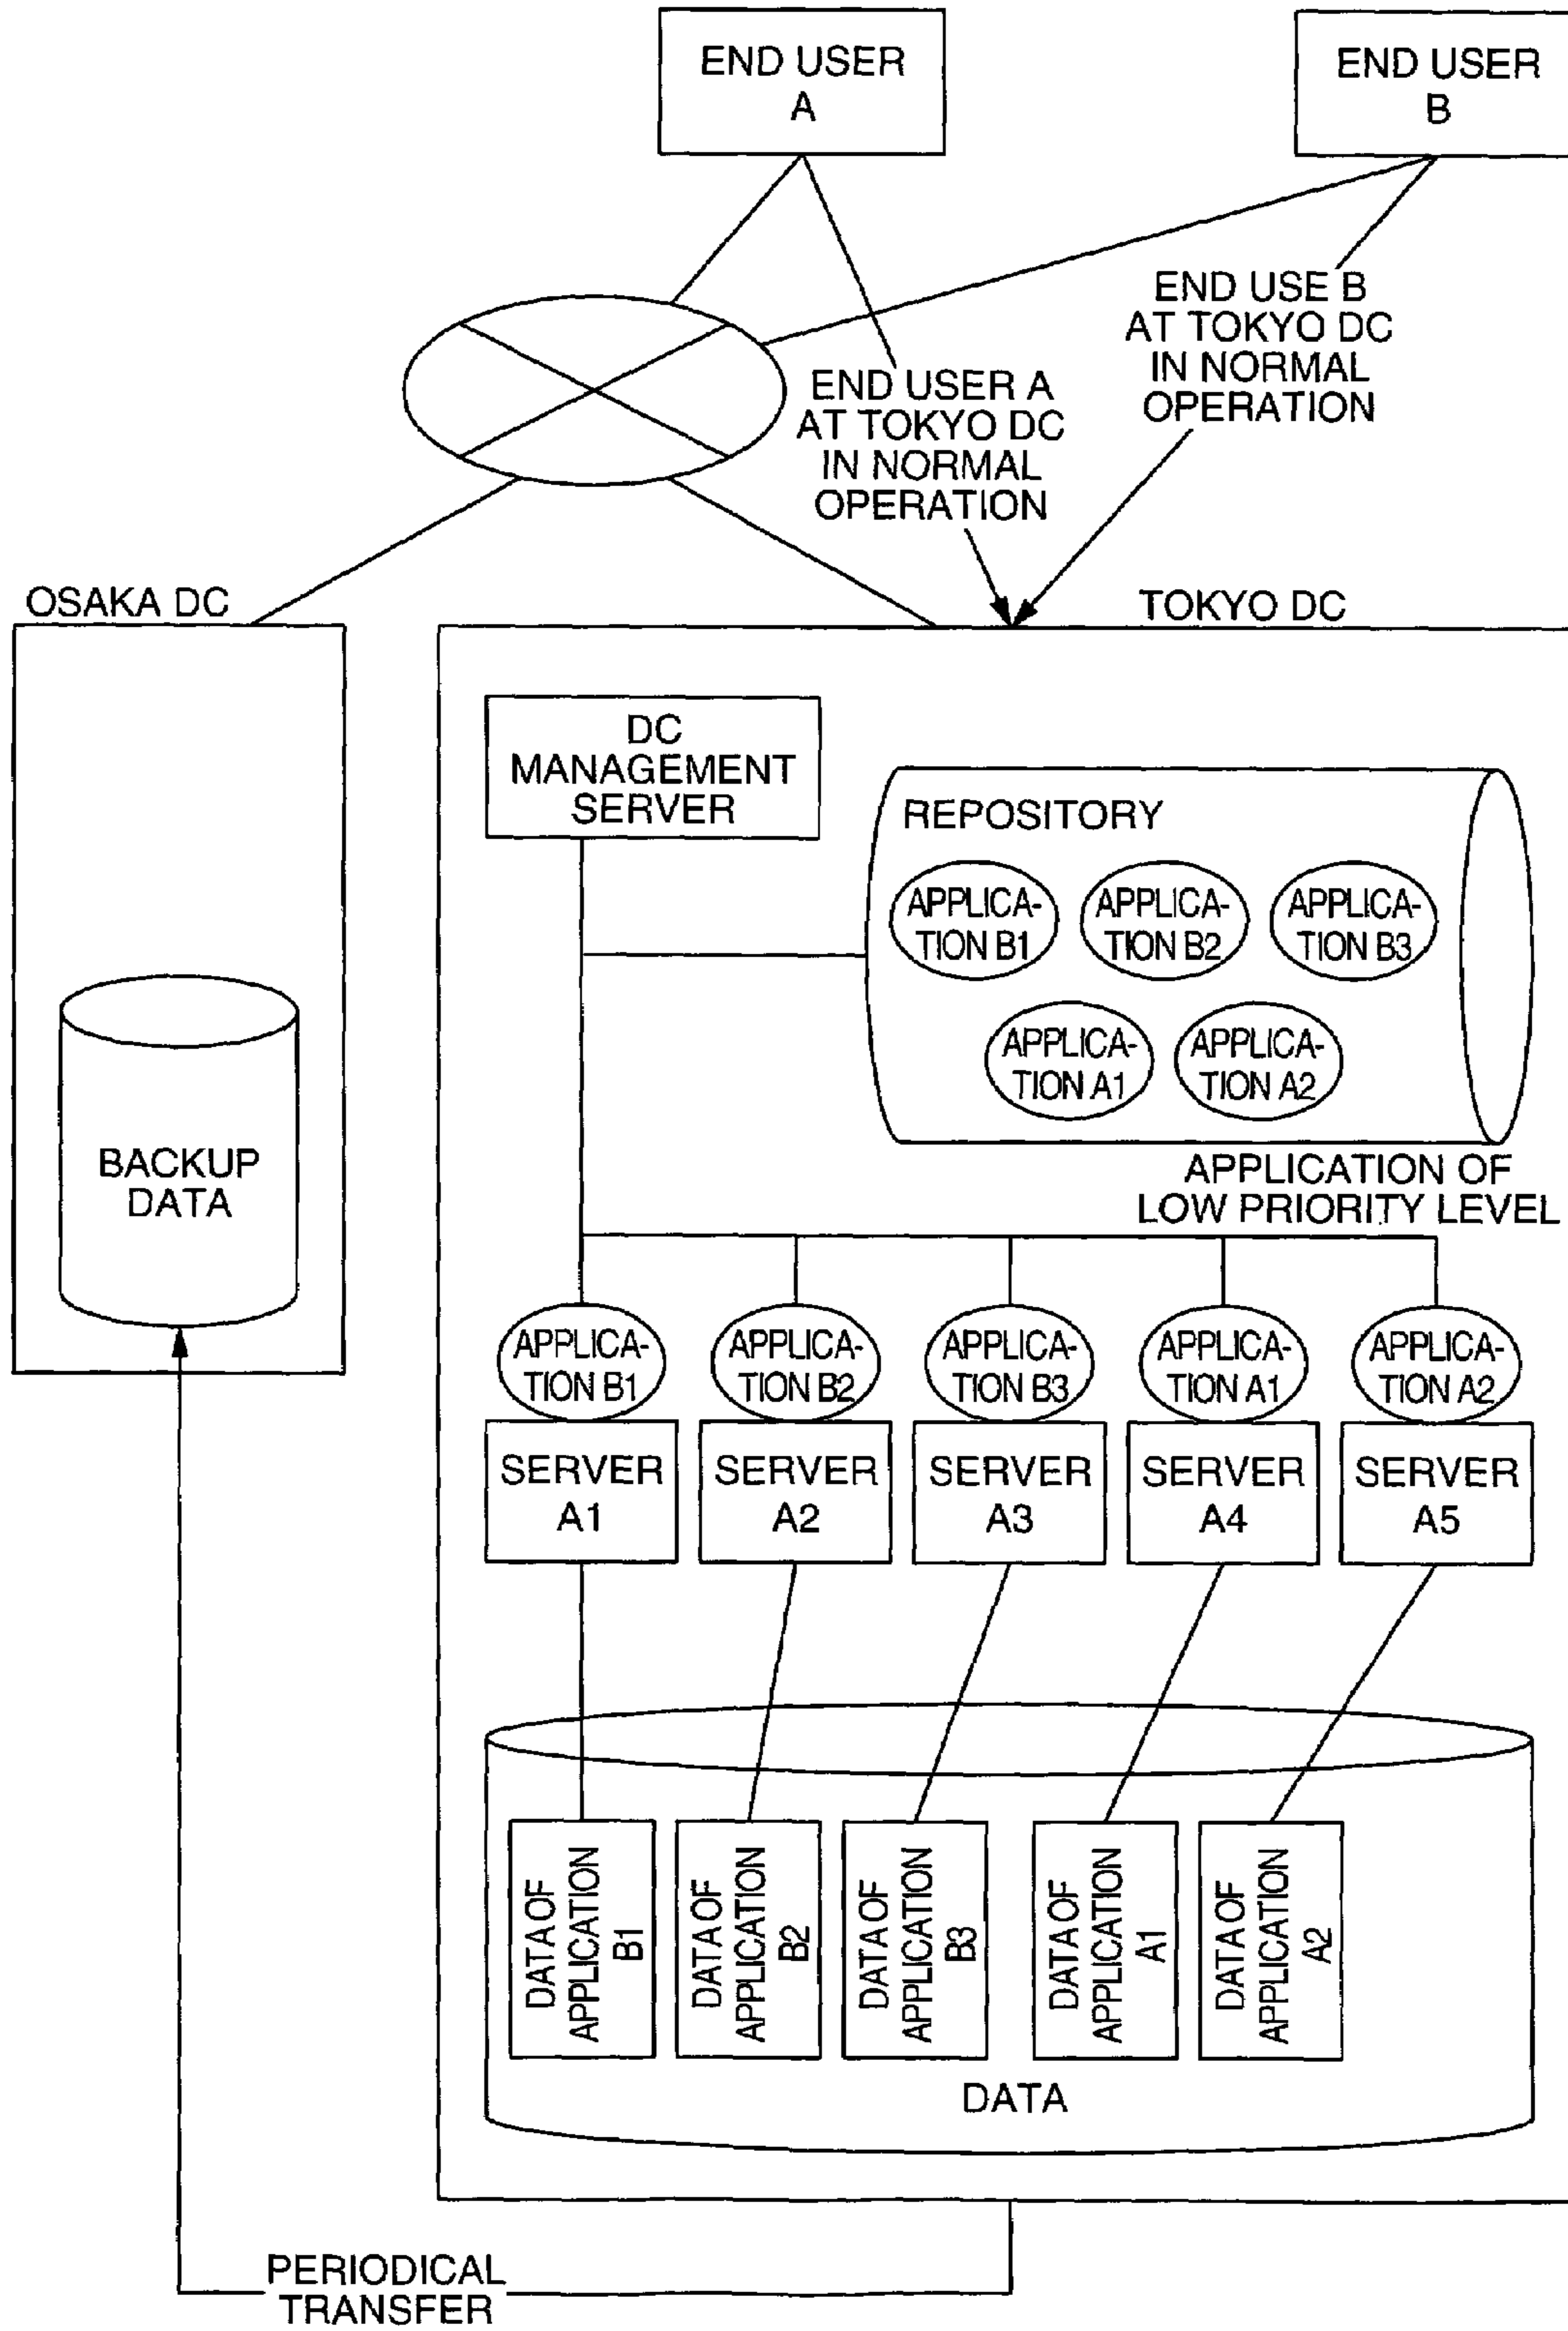 END USER
A
END USER
B
END USE B
AT TOKYO DC
IN NORMAL
OPERATION
END USER A
AT TOKYO DC
IN NORMAL
OPERATION
OSAKA DC
TOKYO DC
DC
MANAGEMENT
SERVER
REPOSITORY
APPLICA-
TION B1
APPLICA-
TION B2
APPLICA-
TION B3
APPLICA-
TION A1
APPLICA-
TION A2
BACKUP
DATA
APPLICATION OF
LOW PRIORITY LEVEL
APPLICA-
TION B1
APPLICA-
TION B2
APPLICA-
TION B3
APPLICA-
TION A1
APPLICA-
TION A2
SERVER
A1
SERVER
A2
SERVER
A3
SERVER
A4
SERVER
A5
DATA OF
APPLICATION
B1
DATA OF
APPLICATION
B2
DATA OF
APPLICATION
B3
DATA OF
APPLICATION
A1
DATA OF
APPLICATION
A2
DATA
PERIODICAL
TRANSFER